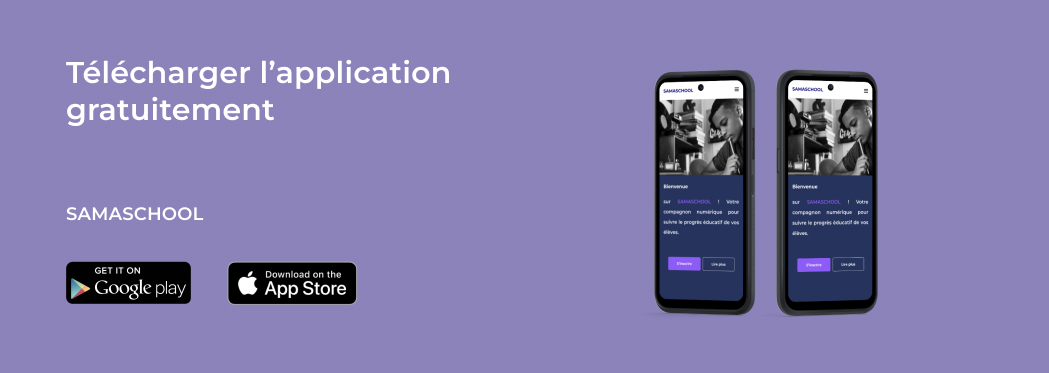 Télécharger l'application
gratuitement
SAMASCHOOL
GET IT ON
Google play
Download on the
App Store
SAMASCHOOL
Bienvenue
sur SAMASCHOOL ! Votre
compagnon numérique pour
suivre le progrès éducatif de vos
élèves.
S'inscrire
Lire plus
SAMASCHOOL
Bienvenue
sur SAMASCHOOL ! Votre
compagnon numérique pour
suivre le progrès éducatif de vos
élèves.
S'inscrire
Lire plus